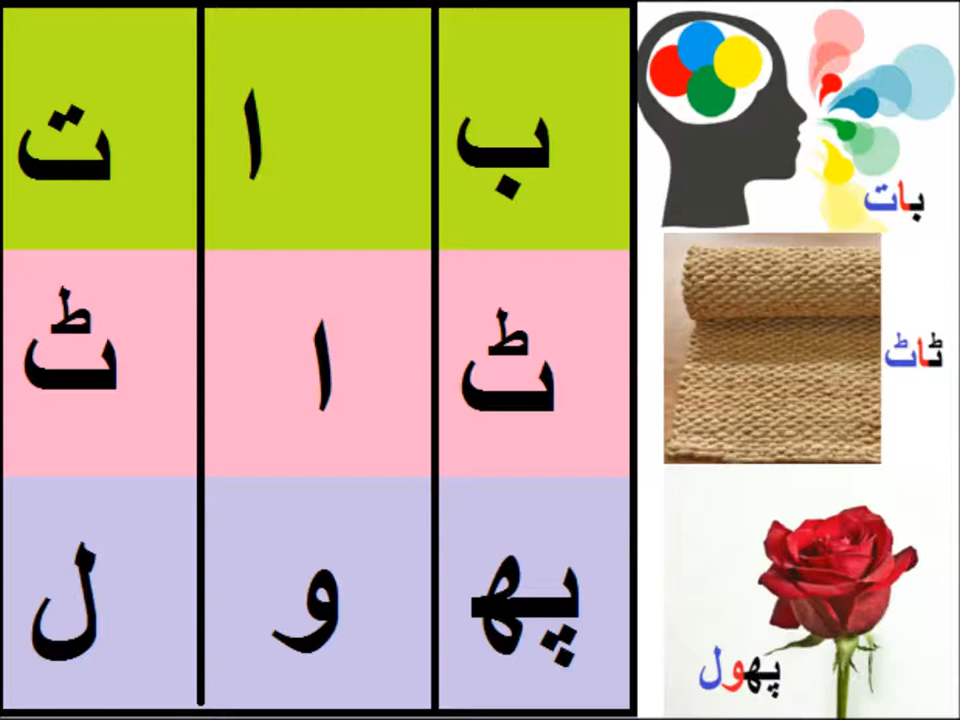 بات
ب ا ت
ٹاٹ
ٹ ا ٹ
پھول
پھ و ل